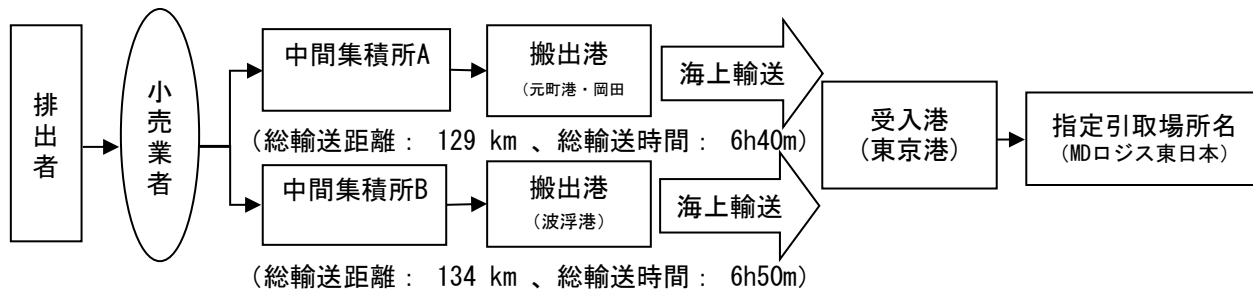 排出者
小売業者
中間集積所A
搬出港
（元町港・岡田
海上輸送
（総輸送距離： 129 km 、総輸送時間： 6h40m）
中間集積所B
搬出港
（波浮港）
海上輸送
（総輸送距離： 134 km 、総輸送時間： 6h50m）
受入港
（東京港）
指定引取場所名
（MDロジス東日本）